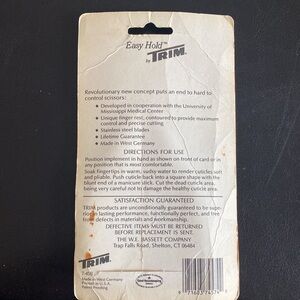 Easy Hold™
by TRIM®
Revolutionary new concept puts an end to hard to
control scissors:
• Developed in cooperation with the University of
Mississippi Medical Center
• Unique finger rest, contoured to provide maximum
control and precise cutting
• Stainless steel blades
• Lifetime Guarantee
• Made in West Germany
DIRECTIONS FOR USE
Position implement in hand as shown on front of card or in
any position that is most comfortable.
Soak fingertips in warm, sudsy water to render cuticles soft
and pliable. Push cuticle back into a square shape with the
blunt end of a manicure stick. Cut the dead cuticle area
being very careful not to damage the healthy cuticle area.
SATISFACTION GUARANTEED
TRIM products are unconditionally guaranteed to be super-
ior in lasting performance, functionally perfect, and free
from defects in materials and workmanship.
DEFECTIVE ITEMS MUST BE RETURNED
BEFORE REPLACEMENT IS SENT.
THE W.E. BASSETT COMPANY
Trap Falls Road, Shelton, CT 06484
TRIM®
Made in West Germany
Printed in U.S.A.
Patent Pending